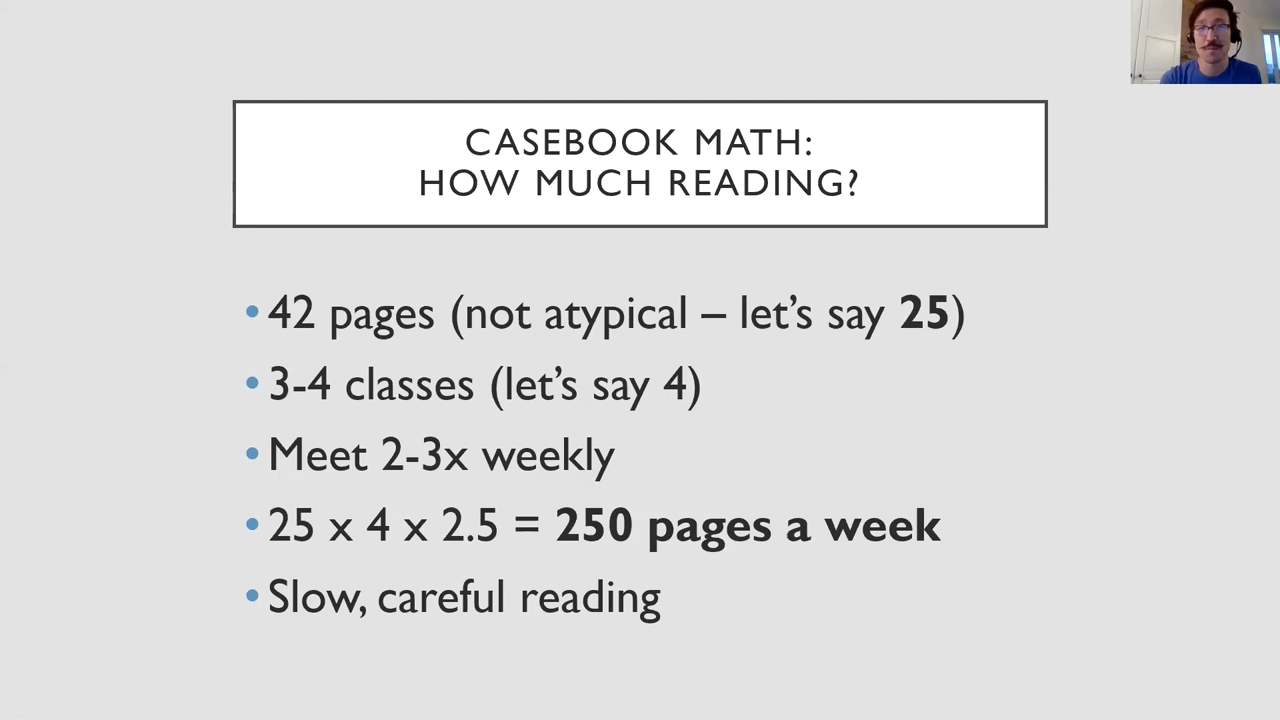 CASEBOOK MATH:
HOW MUCH READING?
• 42 pages (not atypical – let’s say 25)
• 3-4 classes (let’s say 4)
• Meet 2-3x weekly
• 25 x 4 x 2.5 = 250 pages a week
• Slow, careful reading